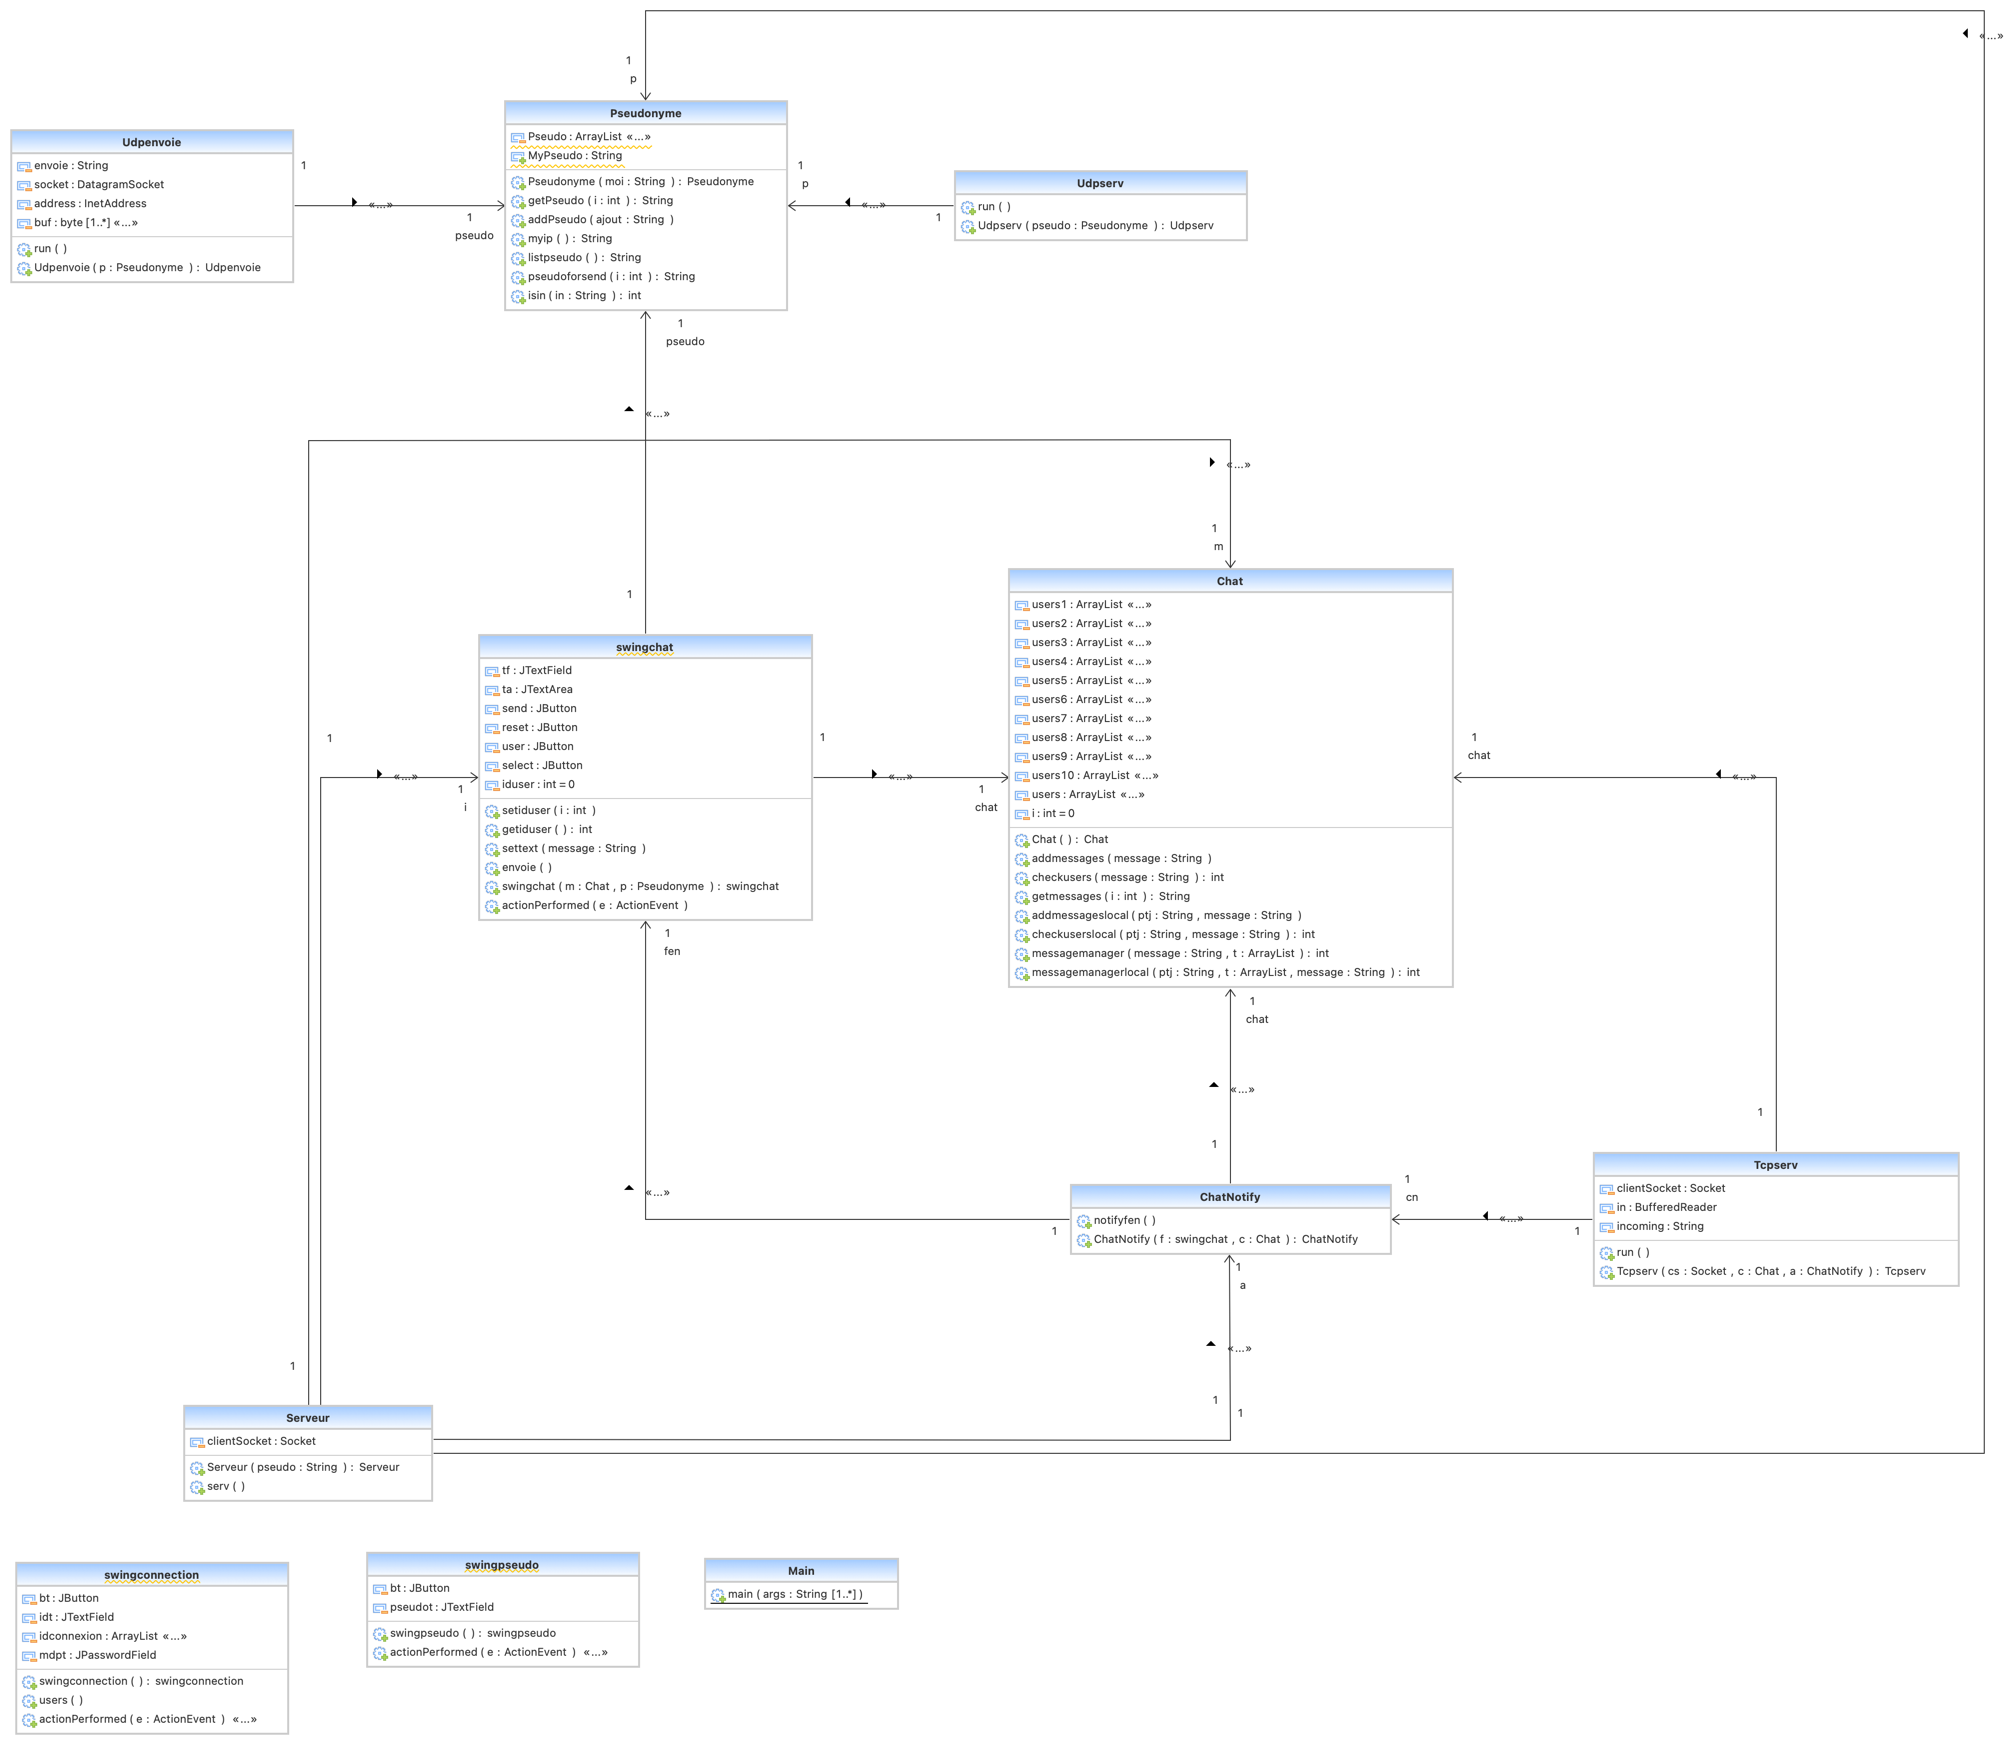 «...»
1
p
Pseudonyme
Pseudo : ArrayList «...»
MyPseudo : String
Pseudonyme ( moi : String ) : Pseudonyme
getPseudo ( i : int ) : String
addPseudo ( ajout : String )
myip ( ) : String
listpseudo ( ) : String
pseudoforsend ( i : int ) : String
isin ( in : String ) : int
Udpenvoie
envoie : String
socket : DatagramSocket
address : InetAddress
buf : byte [1..*] «...»
run ( )
Udpenvoie ( p : Pseudonyme ) : Udpenvoie
1
«...»
1
pseudo
1
p
«...»
1
Udpserv
run ( )
Udpserv ( pseudo : Pseudonyme ) : Udpserv
1
pseudo
«...»
1
«...»
1
m
swingchat
tf : JTextField
ta : JTextArea
send : JButton
reset : JButton
user : JButton
select : JButton
iduser : int = 0
setiduser ( i : int )
getiduser ( ) : int
settext ( message : String )
envoie ( )
swingchat ( m : Chat , p : Pseudonyme ) : swingchat
actionPerformed ( e : ActionEvent )
Chat
users1 : ArrayList «...»
users2 : ArrayList «...»
users3 : ArrayList «...»
users4 : ArrayList «...»
users5 : ArrayList «...»
users6 : ArrayList «...»
users7 : ArrayList «...»
users8 : ArrayList «...»
users9 : ArrayList «...»
users10 : ArrayList «...»
users : ArrayList «...»
i : int = 0
Chat ( ) : Chat
addmessages ( message : String )
checkusers ( message : String ) : int
getmessages ( i : int ) : String
addmessageslocal ( ptj : String , message : String )
checkuserslocal ( ptj : String , message : String ) : int
messagemanager ( message : String , t : ArrayList ) : int
messagemanagerlocal ( ptj : String , t : ArrayList , message : String ) : int
1
«...»
1
i
1
«...»
1
chat
1
chat
«...»
1
1
fen
«...»
1
1
chat
«...»
1
ChatNotify
notifyfen ( )
ChatNotify ( f : swingchat , c : Chat ) : ChatNotify
1
cn
«...»
1
Tcpserv
clientSocket : Socket
in : BufferedReader
incoming : String
run ( )
Tcpserv ( cs : Socket , c : Chat , a : ChatNotify ) : Tcpserv
1
a
«...»
1
1
1
Serveur
clientSocket : Socket
Serveur ( pseudo : String ) : Serveur
serv ( )
swingconnection
bt : JButton
idt : JTextField
idconnexion : ArrayList «...»
mdpt : JPasswordField
swingconnection ( ) : swingconnection
users ( )
actionPerformed ( e : ActionEvent ) «...»
swingpseudo
bt : JButton
pseudot : JTextField
swingpseudo ( ) : swingpseudo
actionPerformed ( e : ActionEvent ) «...»
Main
main ( args : String [1..*] )